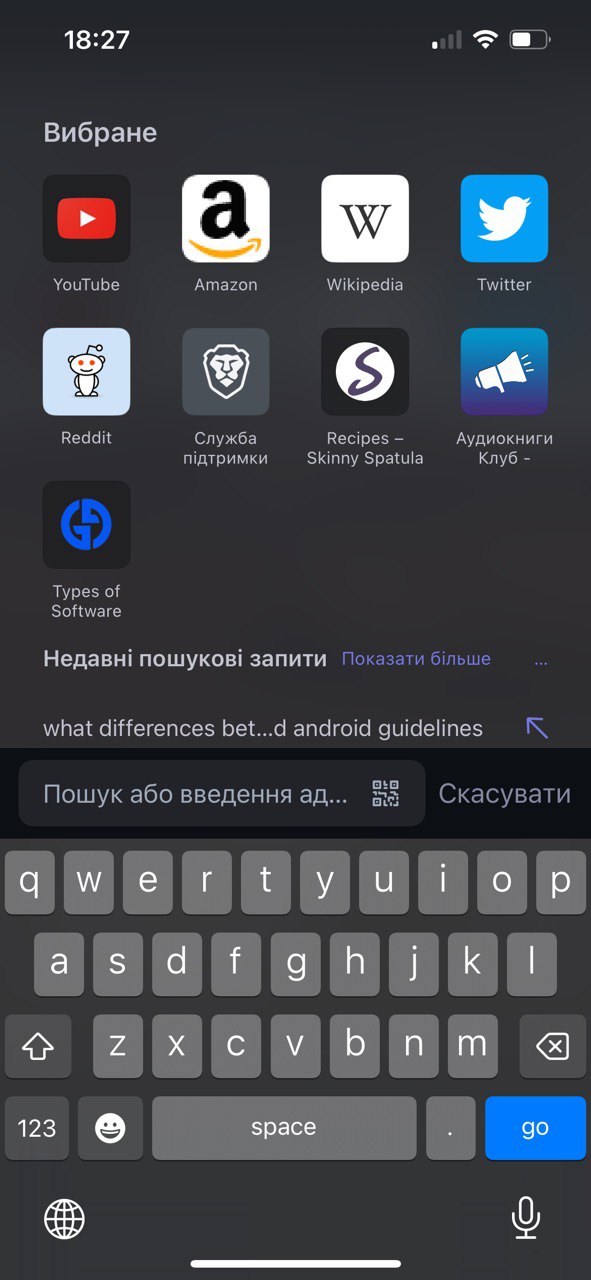 18:27
Вибране
YouTube
Amazon
Wikipedia
Twitter
Reddit
Служба
підтримки
Recipes –
Skinny Spatula
Аудиокниги
Клуб -
Types of
Software
Недавні пошукові запити Показати більше ...
what differences bet...d android guidelines
Пошук або введення ад... Скасувати
q w e r t y u i o p
a s d f g h j k l
z x c v b n m
123 space . go